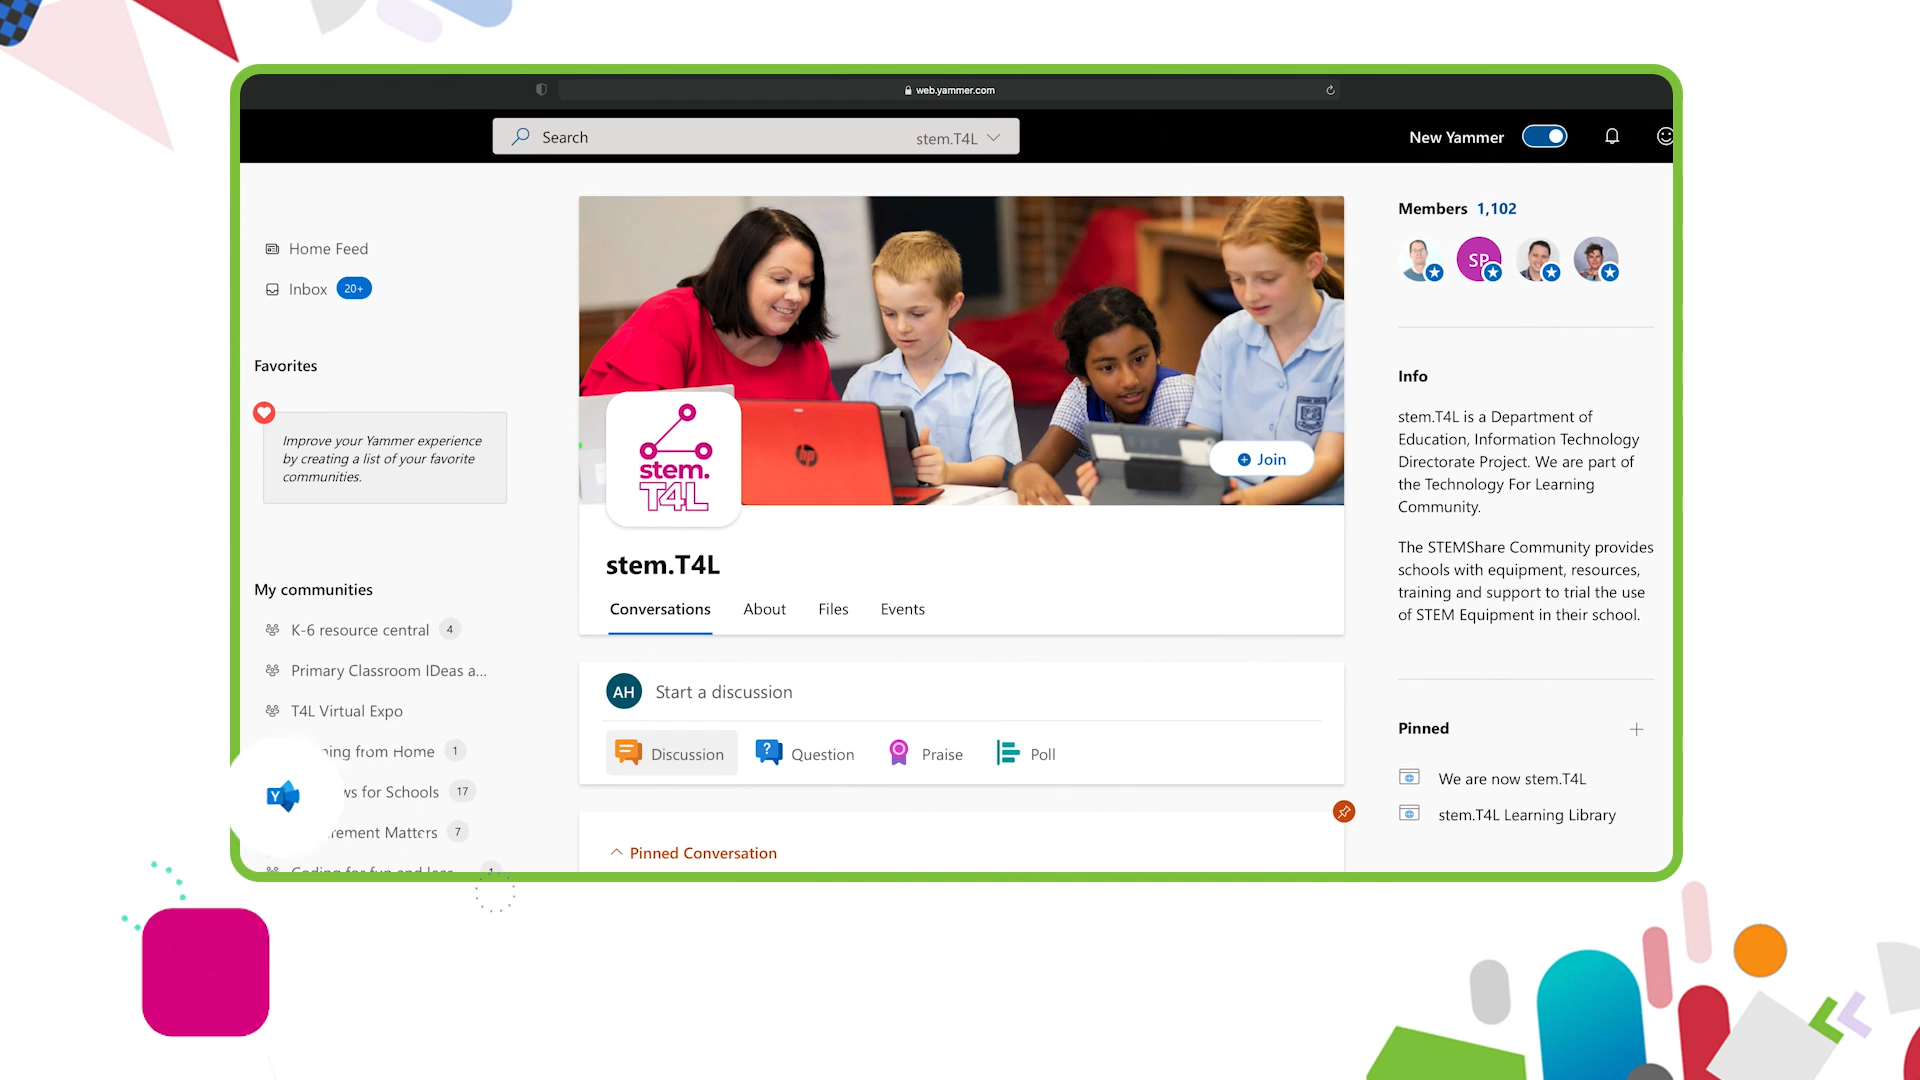 web.yammer.com
Search
stem.T4L
New Yammer
Home Feed
Inbox 20+
Favorites
Improve your Yammer experience
by creating a list of your favorite
communities.
My communities
K-6 resource central 4
Primary Classroom IDeas a...
T4L Virtual Expo
from Home 1
for Schools 17
Matters 7
hp
stem.
T4L
Join
stem.T4L
Conversations
About
Files
Events
AH
Start a discussion
Discussion
Question
Praise
Poll
Pinned Conversation
Members 1,102
SP
Info
stem.T4L is a Department of
Education, Information Technology
Directorate Project. We are part of
the Technology For Learning
Community.
The STEMShare Community provides
schools with equipment, resources,
training and support to trial the use
of STEM Equipment in their school.
Pinned
We are now stem.T4L
stem.T4L Learning Library
Y